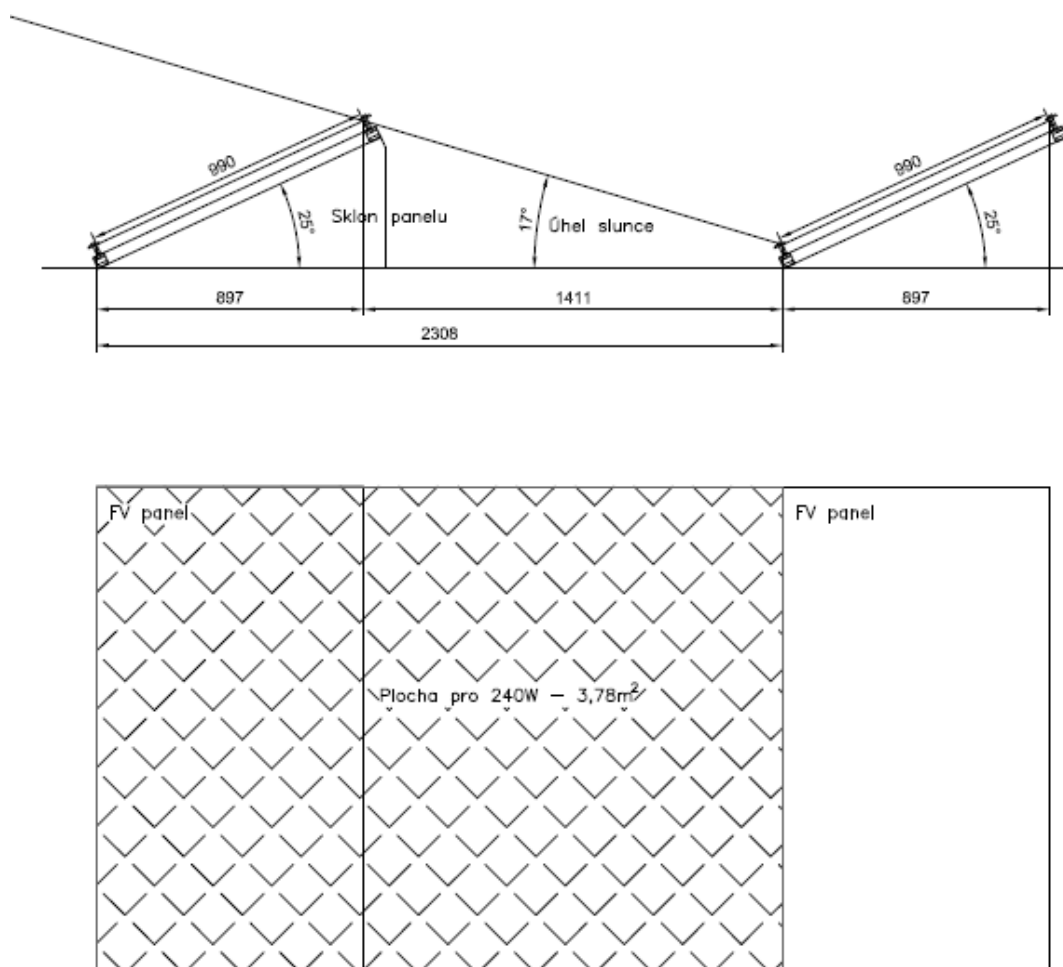 990
25°
Sklon panelu
17°
Úhel slunce
990
25°
897
1411
897
2308
FV panel
FV panel
Plocha pro 240W – 3,78m²